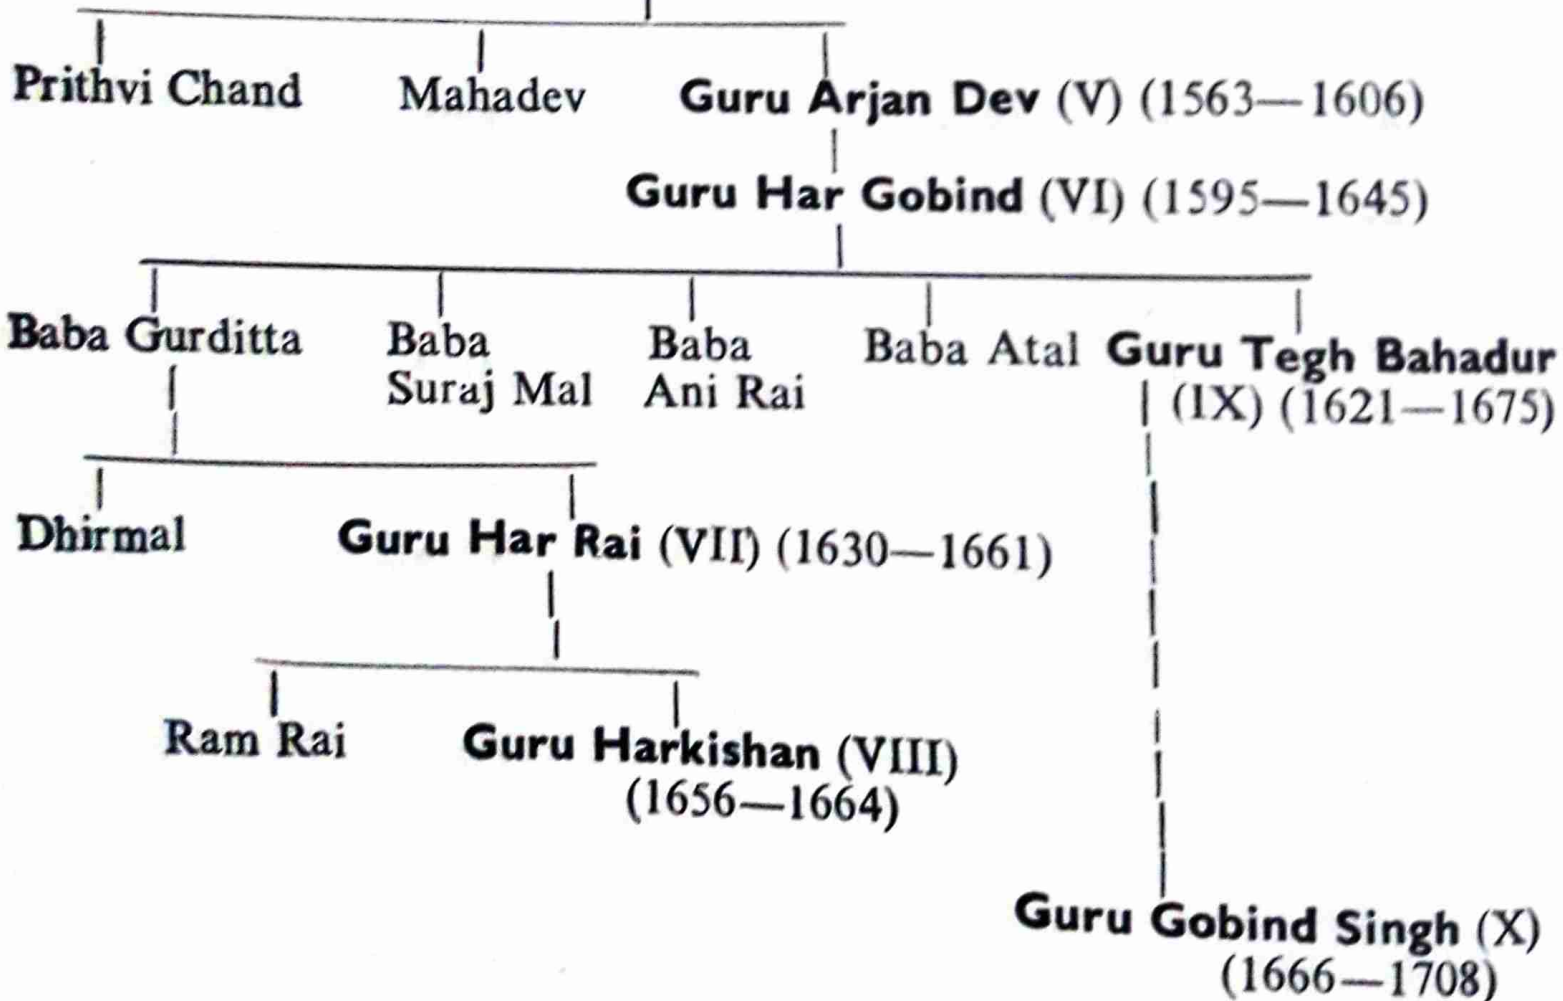 Prithvi Chand Mahadev Guru Arjan Dev (V) (1563—1606)
Guru Har Gobind (VI) (1595—1645)
Baba Gurditta Baba Baba Baba Atal Guru Tegh Bahadur
Suraj Mal Ani Rai (IX) (1621—1675)
Dhirmal Guru Har Rai (VII) (1630—1661)
Ram Rai Guru Harkishan (VIII)
(1656—1664)
Guru Gobind Singh (X)
(1666—1708)